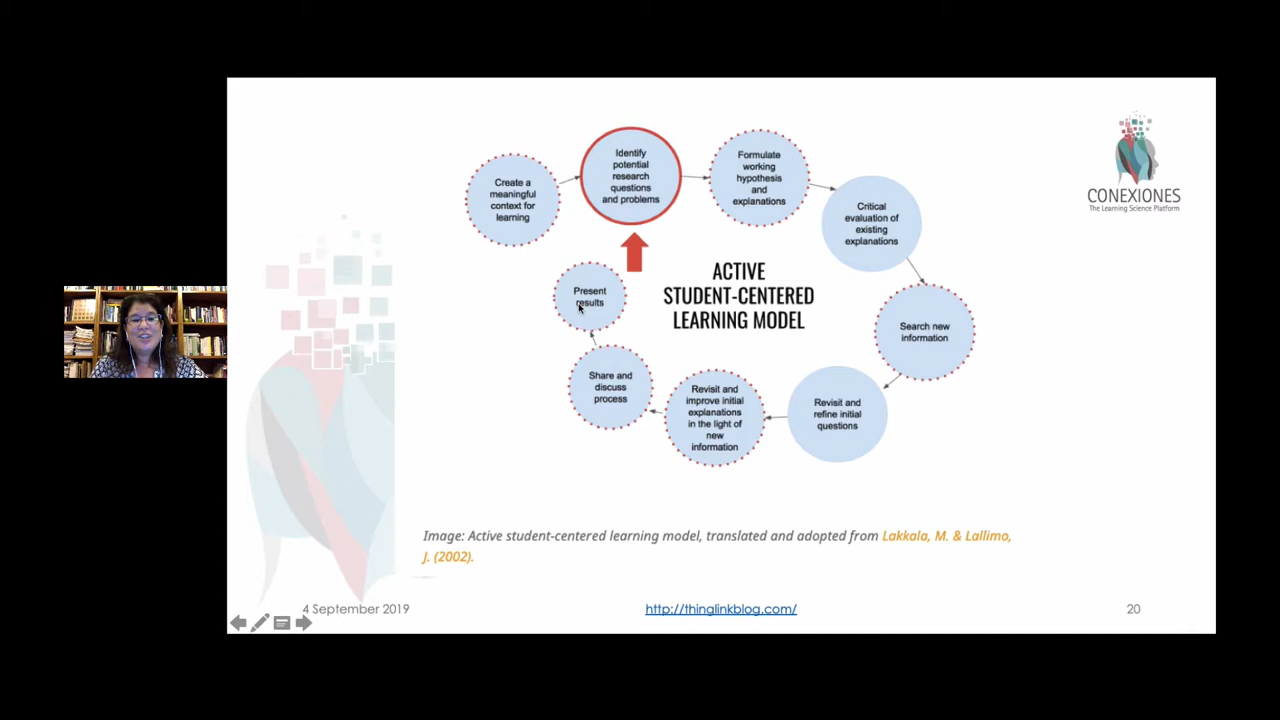 Create a
meaningful
context for
learning
Identify
potential
research
questions
and problems
Formulate
working
hypothesis
and
explanations
Critical
evaluation of
existing
explanations
Search new
information
Revisit and
refine initial
questions
Revisit and
improve initial
explanations
in the light of
new
information
Share and
discuss
process
Present
results
ACTIVE
STUDENT-CENTERED
LEARNING MODEL
CONEXIONES
The Learning Science Platform
Image: Active student-centered learning model, translated and adopted from Lakkala, M. & Lallimo,
J. (2002).
4 September 2019
http://thinglinkblog.com/
20